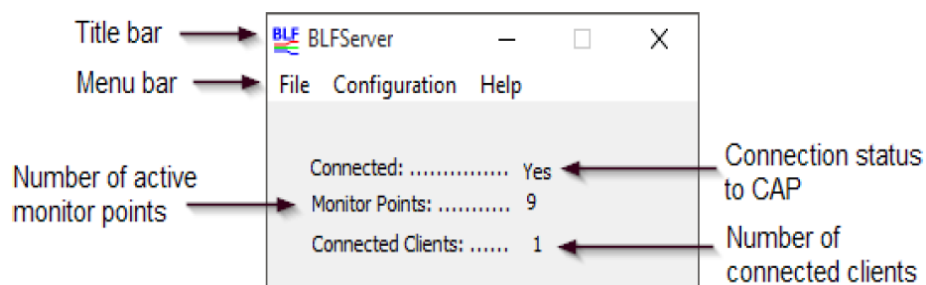 Title bar
BLF BLFServer
Menu bar
File Configuration Help
Number of active
monitor points
Connected: ............... Yes
Monitor Points: ........... 9
Connected Clients: ...... 1
Connection status
to CAP
Number of
connected clients